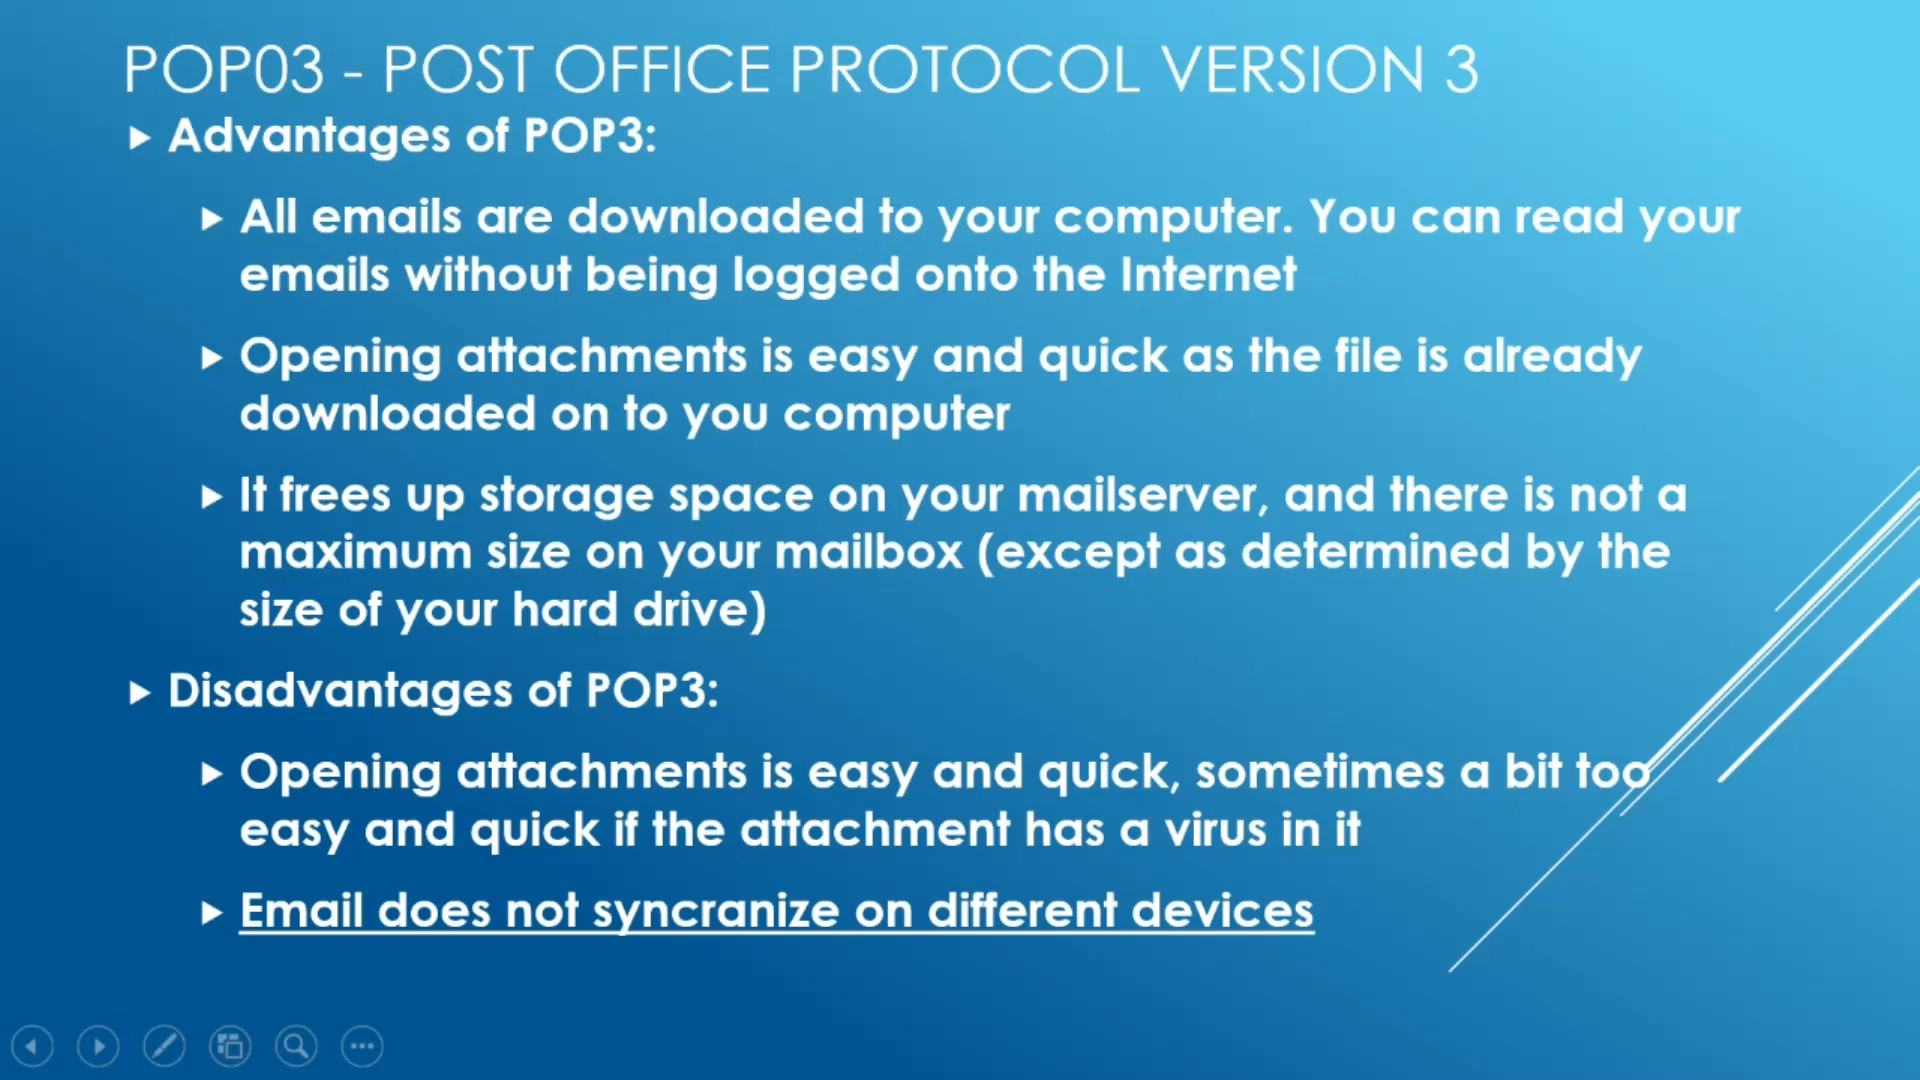 POP03 - POST OFFICE PROTOCOL VERSION 3
Advantages of POP3:
All emails are downloaded to your computer. You can read your
emails without being logged onto the Internet
Opening attachments is easy and quick as the file is already
downloaded on to you computer
It frees up storage space on your mailserver, and there is not a
maximum size on your mailbox (except as determined by the
size of your hard drive)
Disadvantages of POP3:
Opening attachments is easy and quick, sometimes a bit too
easy and quick if the attachment has a virus in it
Email does not syncranize on different devices